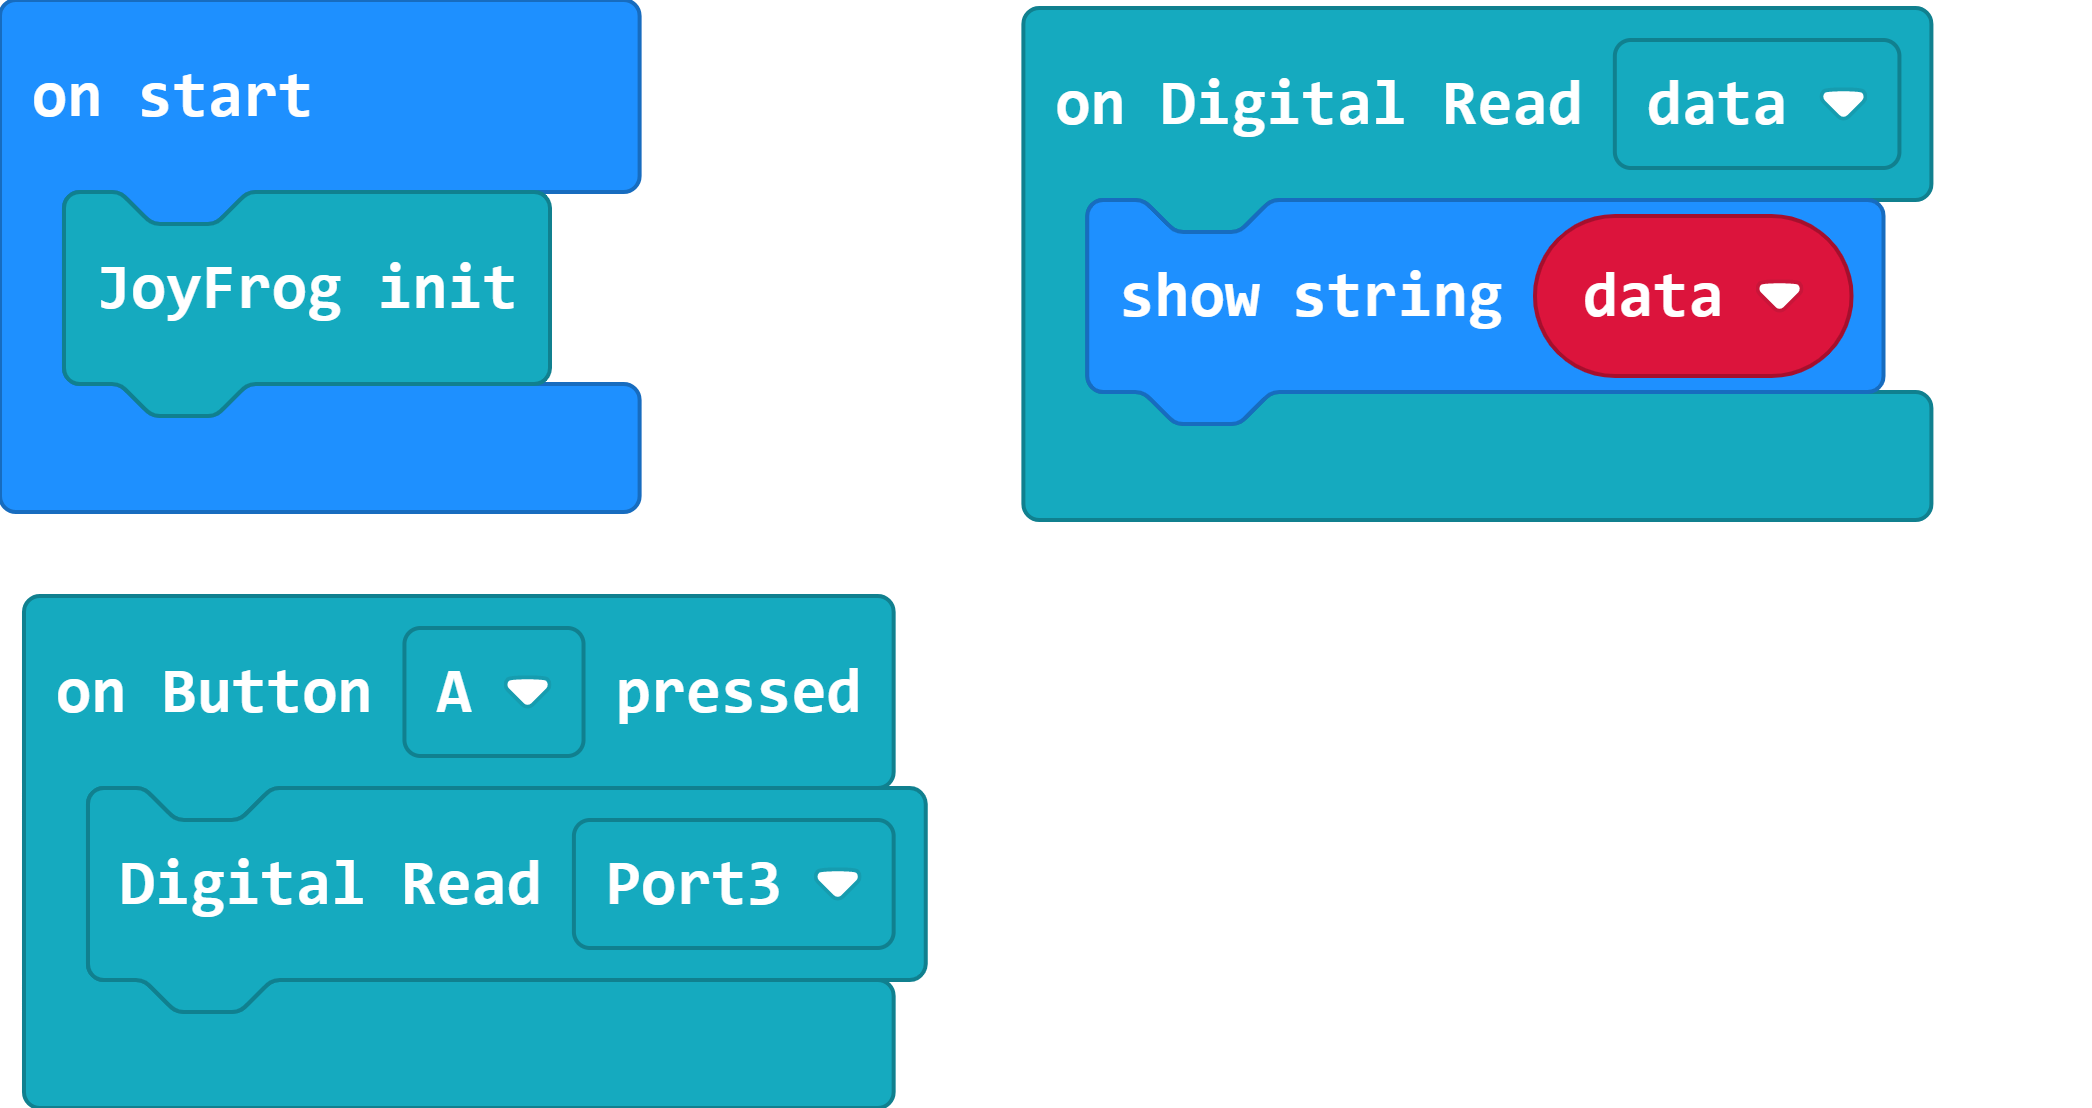 on start
JoyFrog init
on Digital Read data
show string data
on Button A pressed
Digital Read Port3